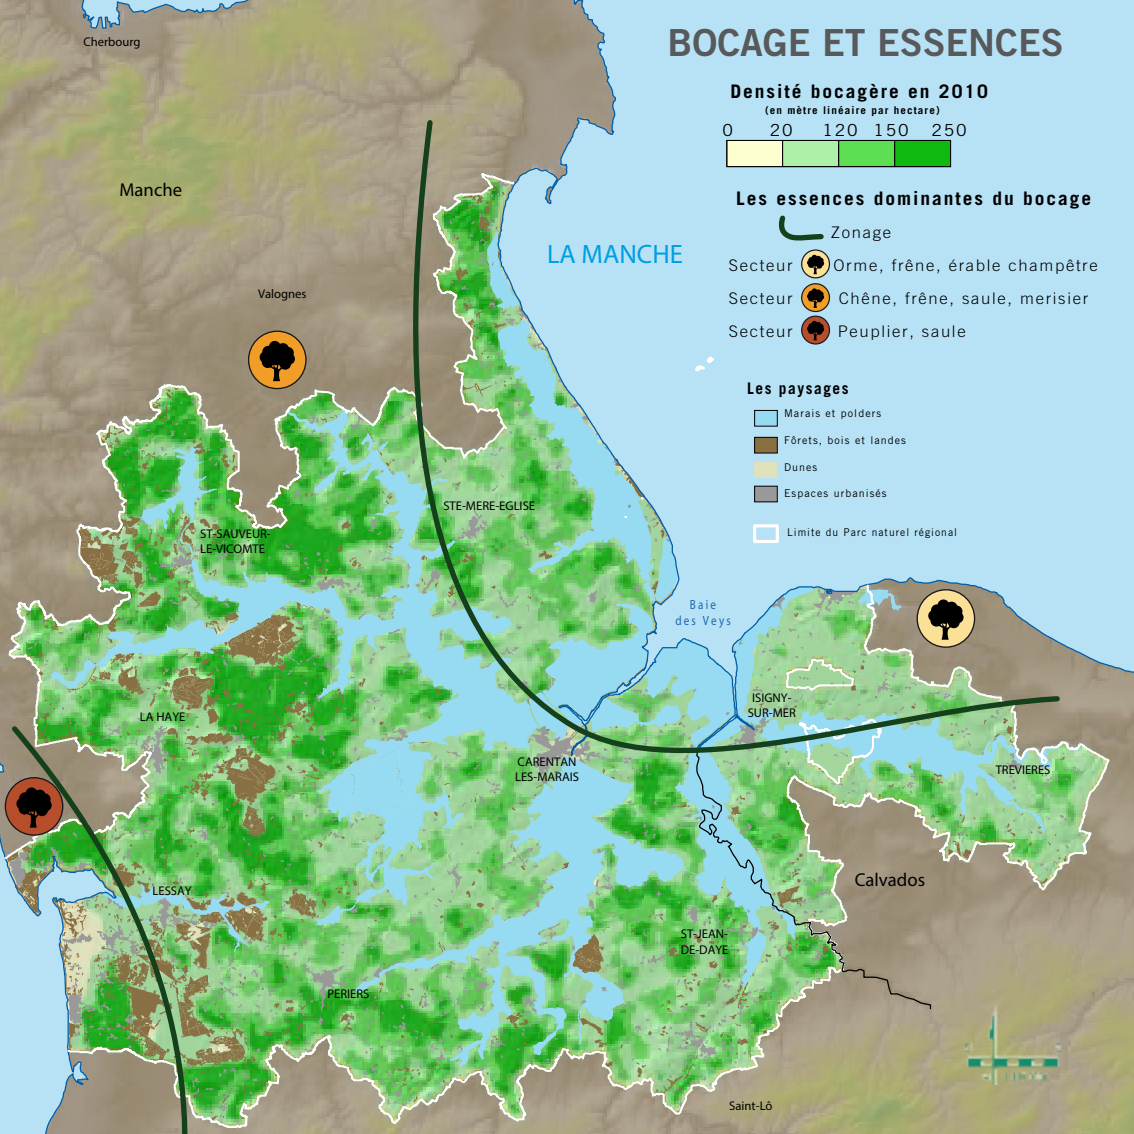 BOCAGE ET ESSENCES
Densité bocagère en 2010
(en mètre linéaire par hectare)
0 20 120 150 250
Les essences dominantes du bocage
Zonage
Secteur Orme, frêne, érable champêtre
Secteur Chêne, frêne, saule, merisier
Secteur Peuplier, saule
Les paysages
Marais et polders
Fôrets, bois et landes
Dunes
Espaces urbanisés
Limite du Parc naturel régional
Cherbourg
Manche
LA MANCHE
Valognes
STE-MERE-EGLISE
ST-SAUVEUR-
LE-VICOMTE
Baie
des Veys
LA HAYE
ISIGNY-
SUR-MER
CARENTAN
LES-MARAIS
TREVIERES
LESSAY
Calvados
ST-JEAN-
DE-DAYE
PERIERS
Saint-Lô